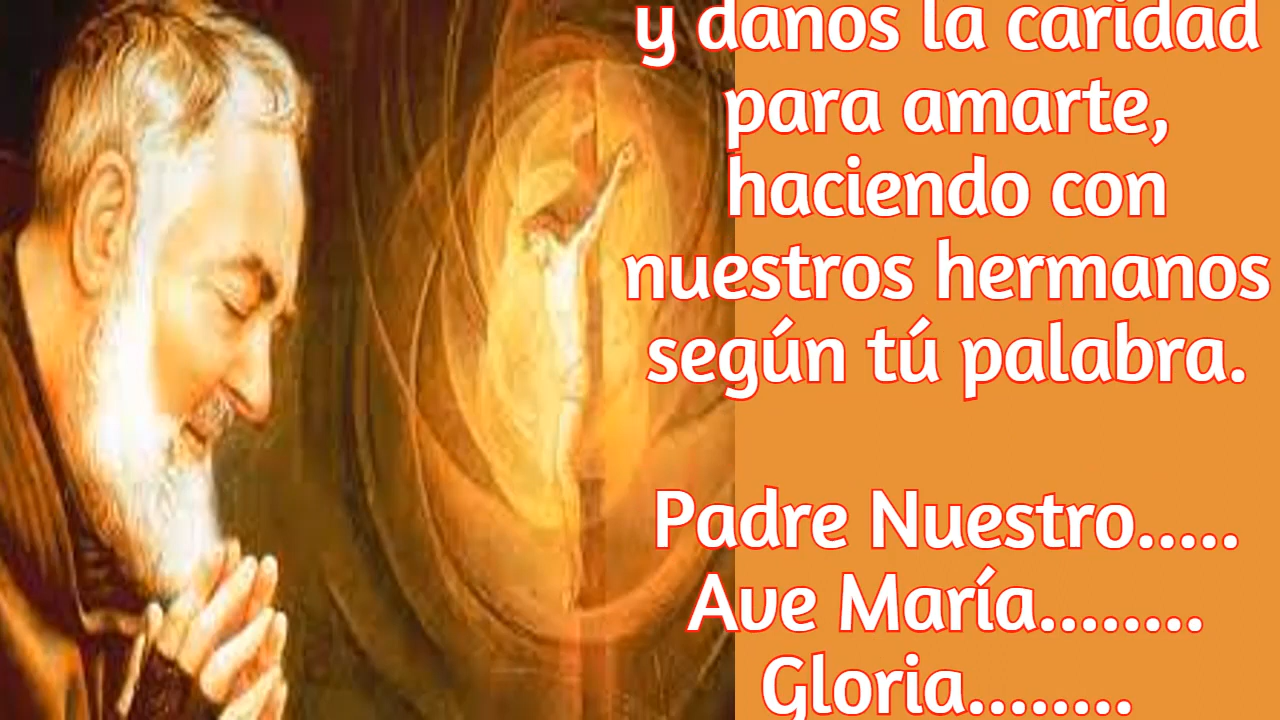 y danos la caridad
para amarte,
haciendo con
nuestros hermanos
según tú palabra.
Padre Nuestro.....
Ave María........
Gloria........